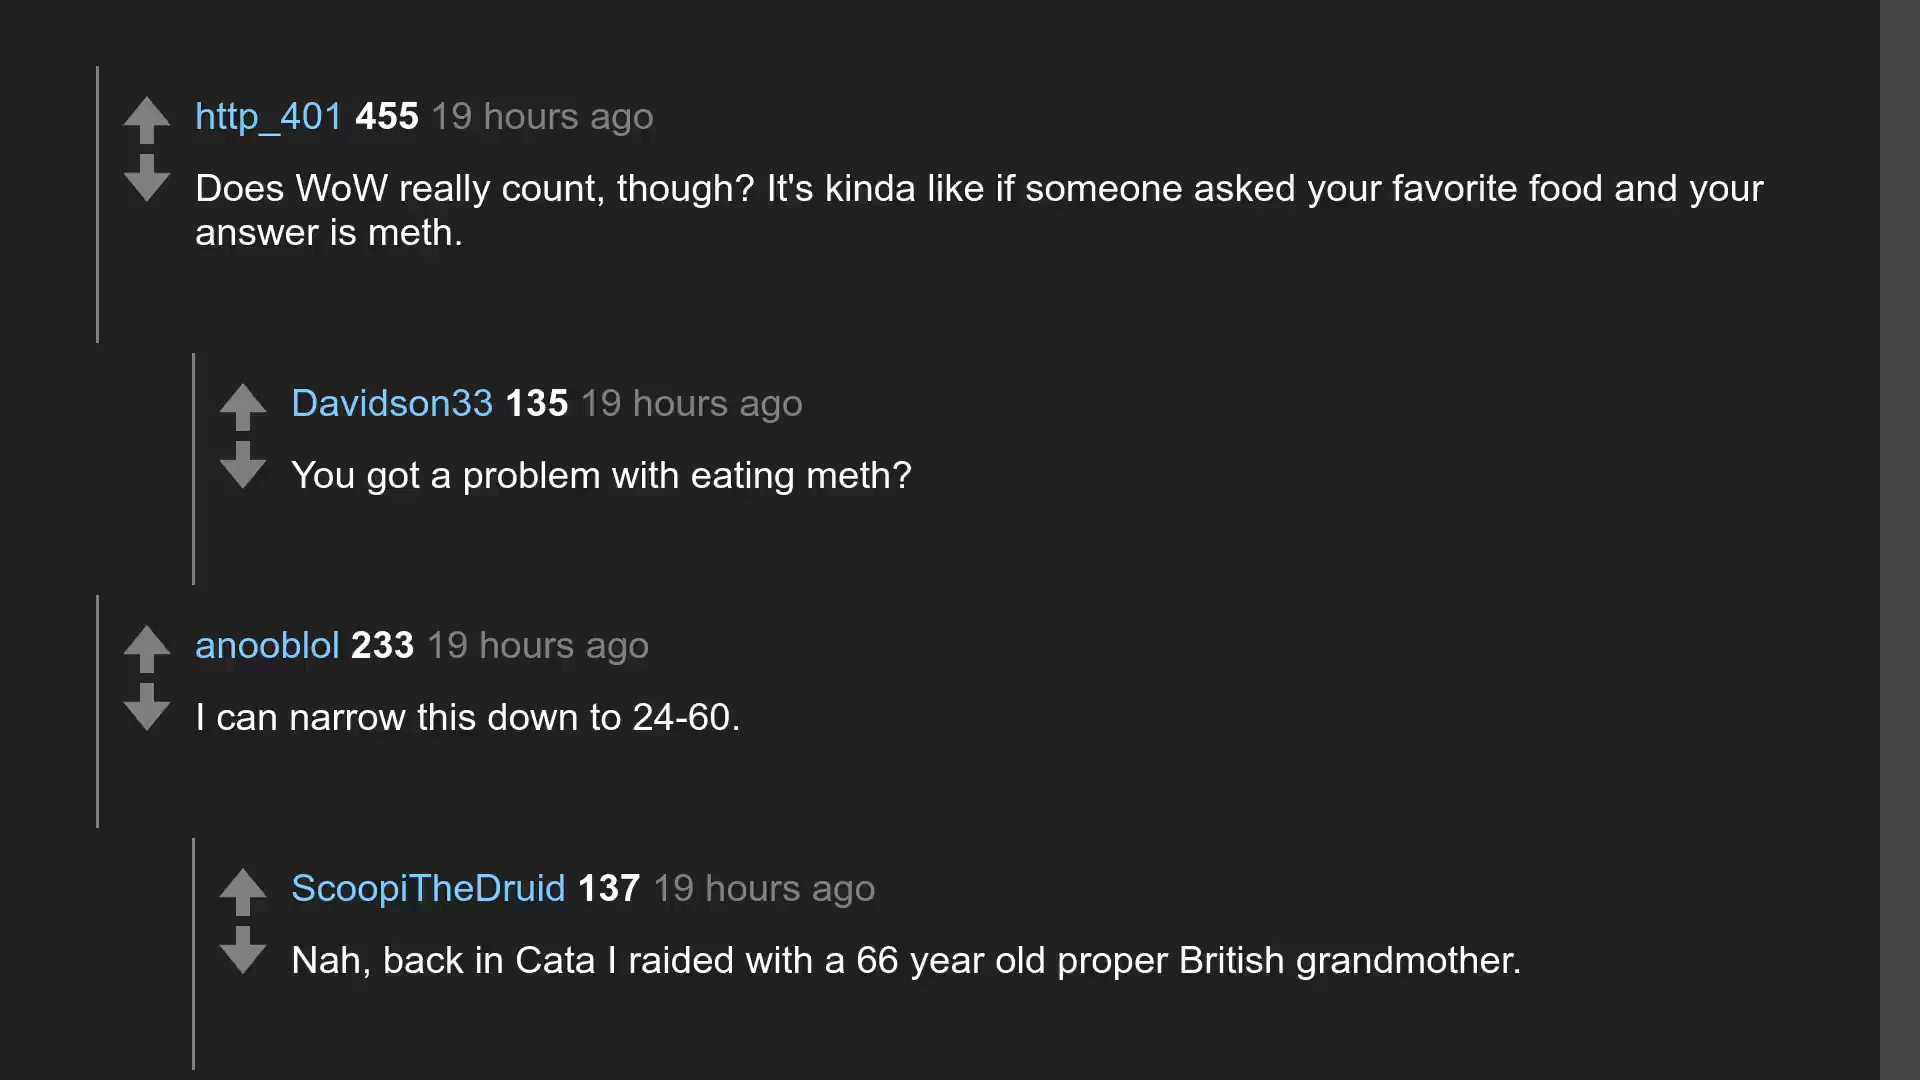 http_401 455 19 hours ago
Does WoW really count, though? It's kinda like if someone asked your favorite food and your
answer is meth.
Davidson33 135 19 hours ago
You got a problem with eating meth?
anooblol 233 19 hours ago
I can narrow this down to 24-60.
ScoopiTheDruid 137 19 hours ago
Nah, back in Cata I raided with a 66 year old proper British grandmother.